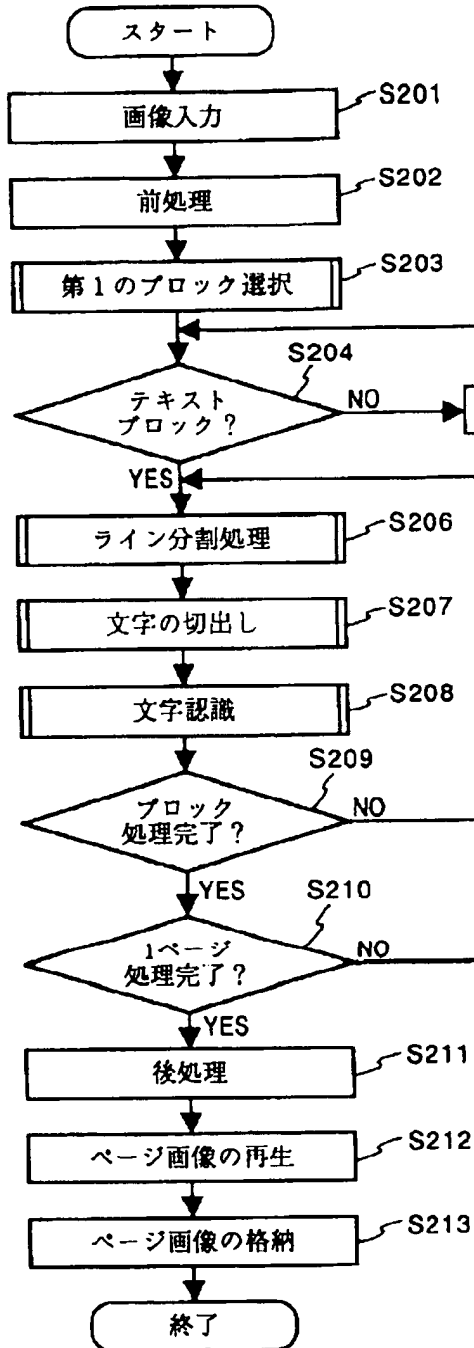 スタート
S201
画像入力
S202
前処理
S203
第1のブロック選択
S204
テキスト
ブロック?
NO
YES
S206
ライン分割処理
S207
文字の切出し
S208
文字認識
S209
ブロック
処理完了?
NO
YES
S210
1ページ
処理完了?
NO
YES
S211
後処理
S212
ページ画像の再生
S213
ページ画像の格納
終了